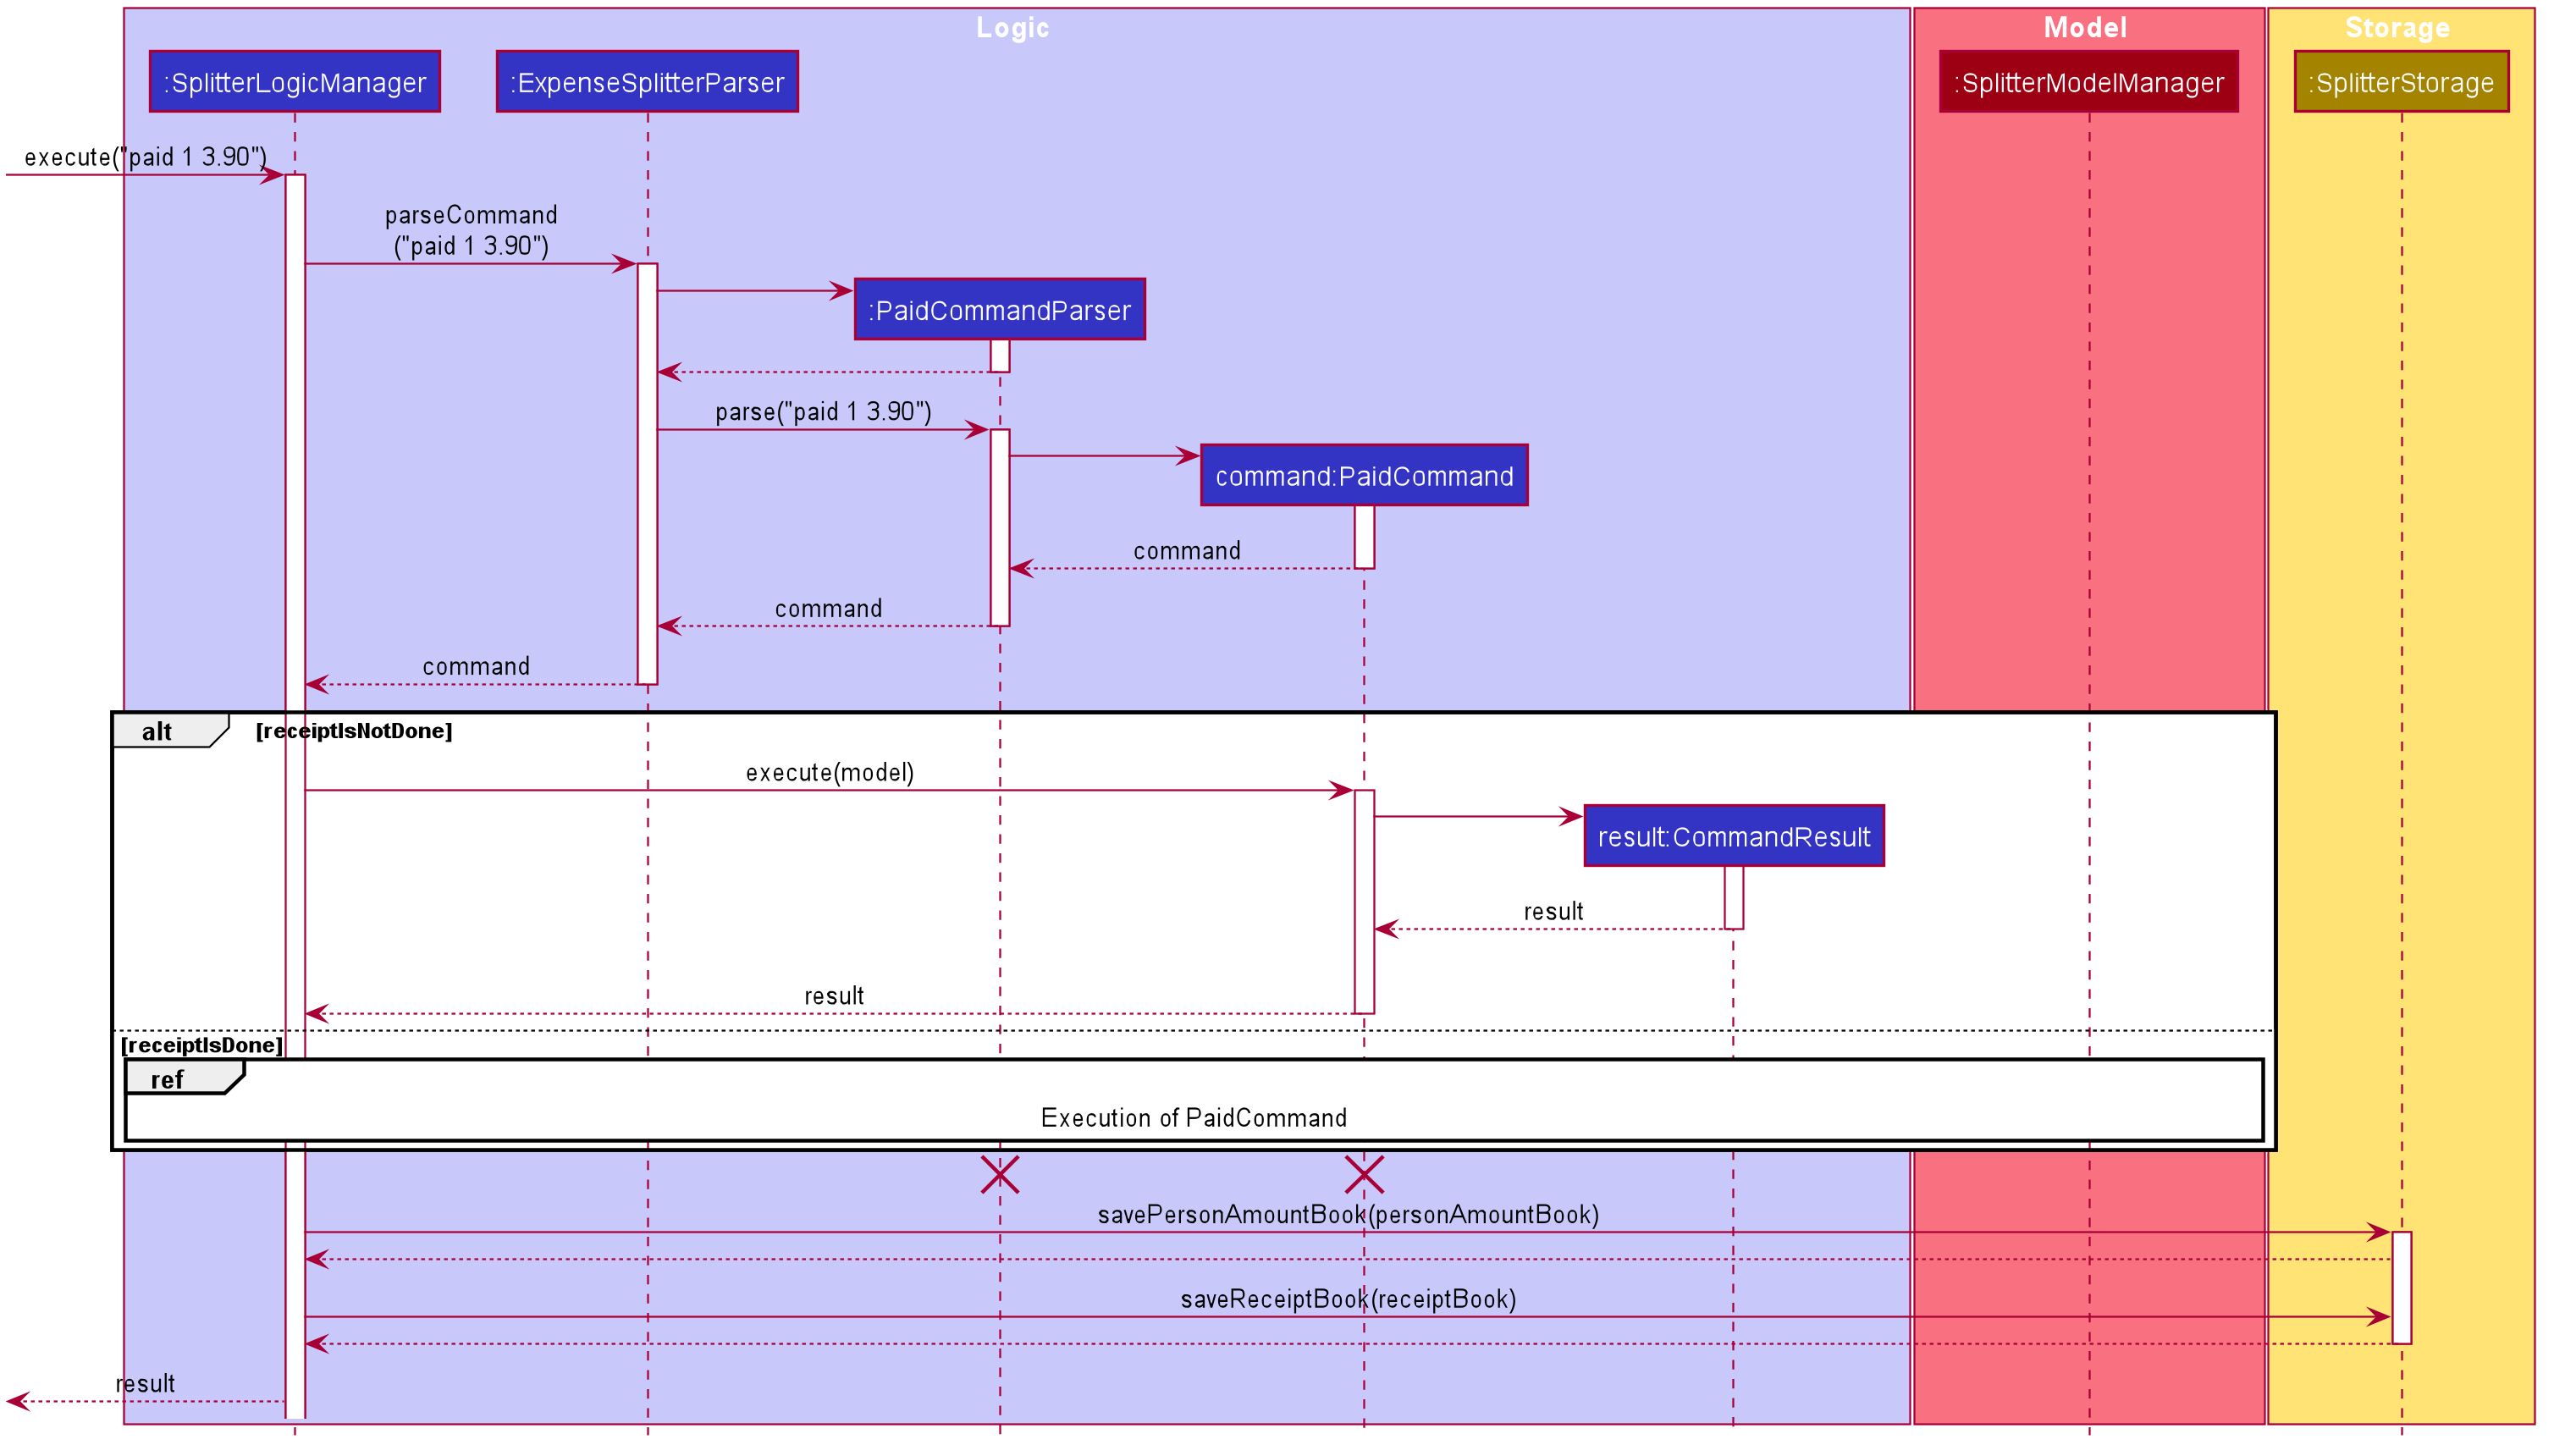 Logic
Model
Storage
:SplitterLogicManager
:ExpenseSplitterParser
:SplitterModelManager
:SplitterStorage
execute("paid 1 3.90")
parseCommand
("paid 1 3.90")
:PaidCommandParser
parse("paid 1 3.90")
command:PaidCommand
command
command
command
alt
[receiptIsNotDone]
execute(model)
result:CommandResult
result
result
[receiptIsDone]
ref
Execution of PaidCommand
savePersonAmountBook(personAmountBook)
saveReceiptBook(receiptBook)
result